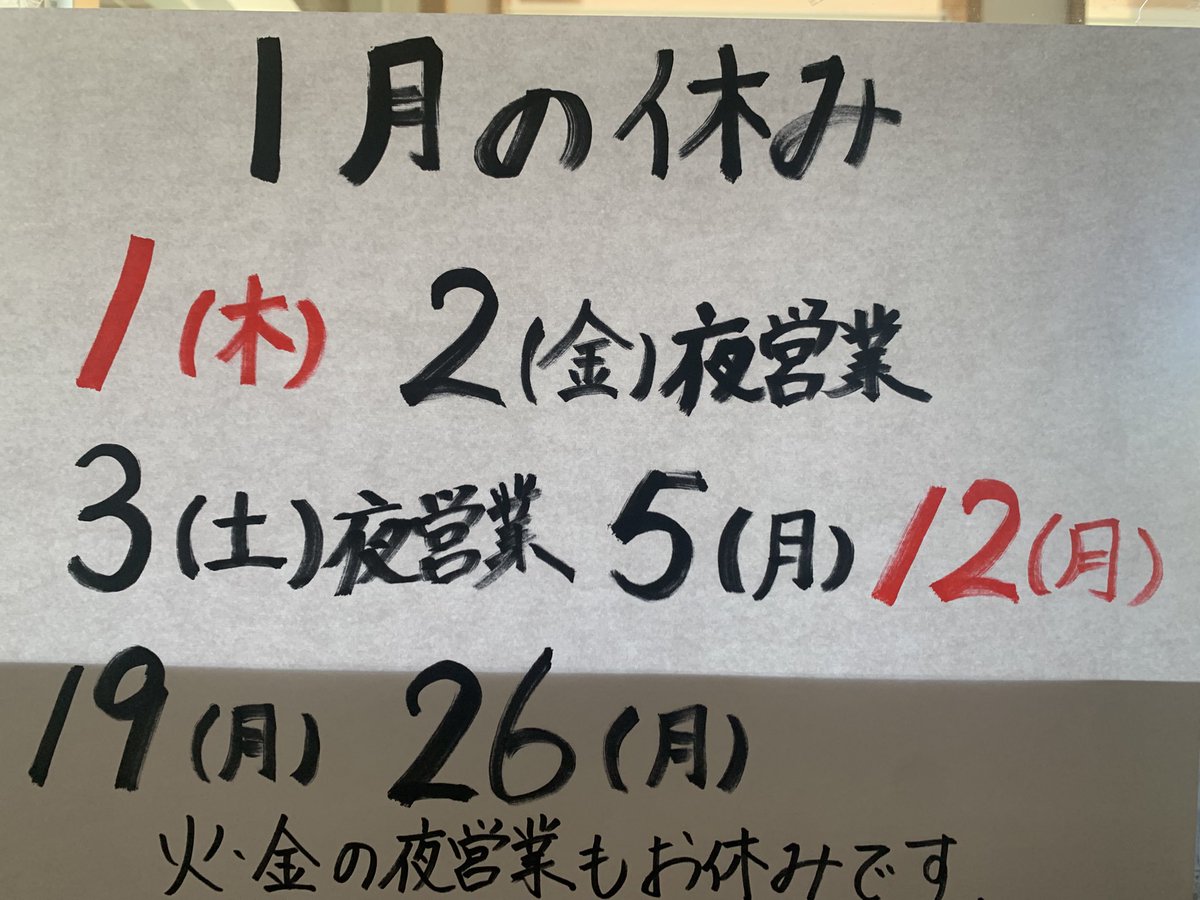 1月の休み
1(木) 2(金)夜営業
3(土)夜営業 5(月) 12(月)
19(月) 26(月)
火・金の夜営業もお休みです.